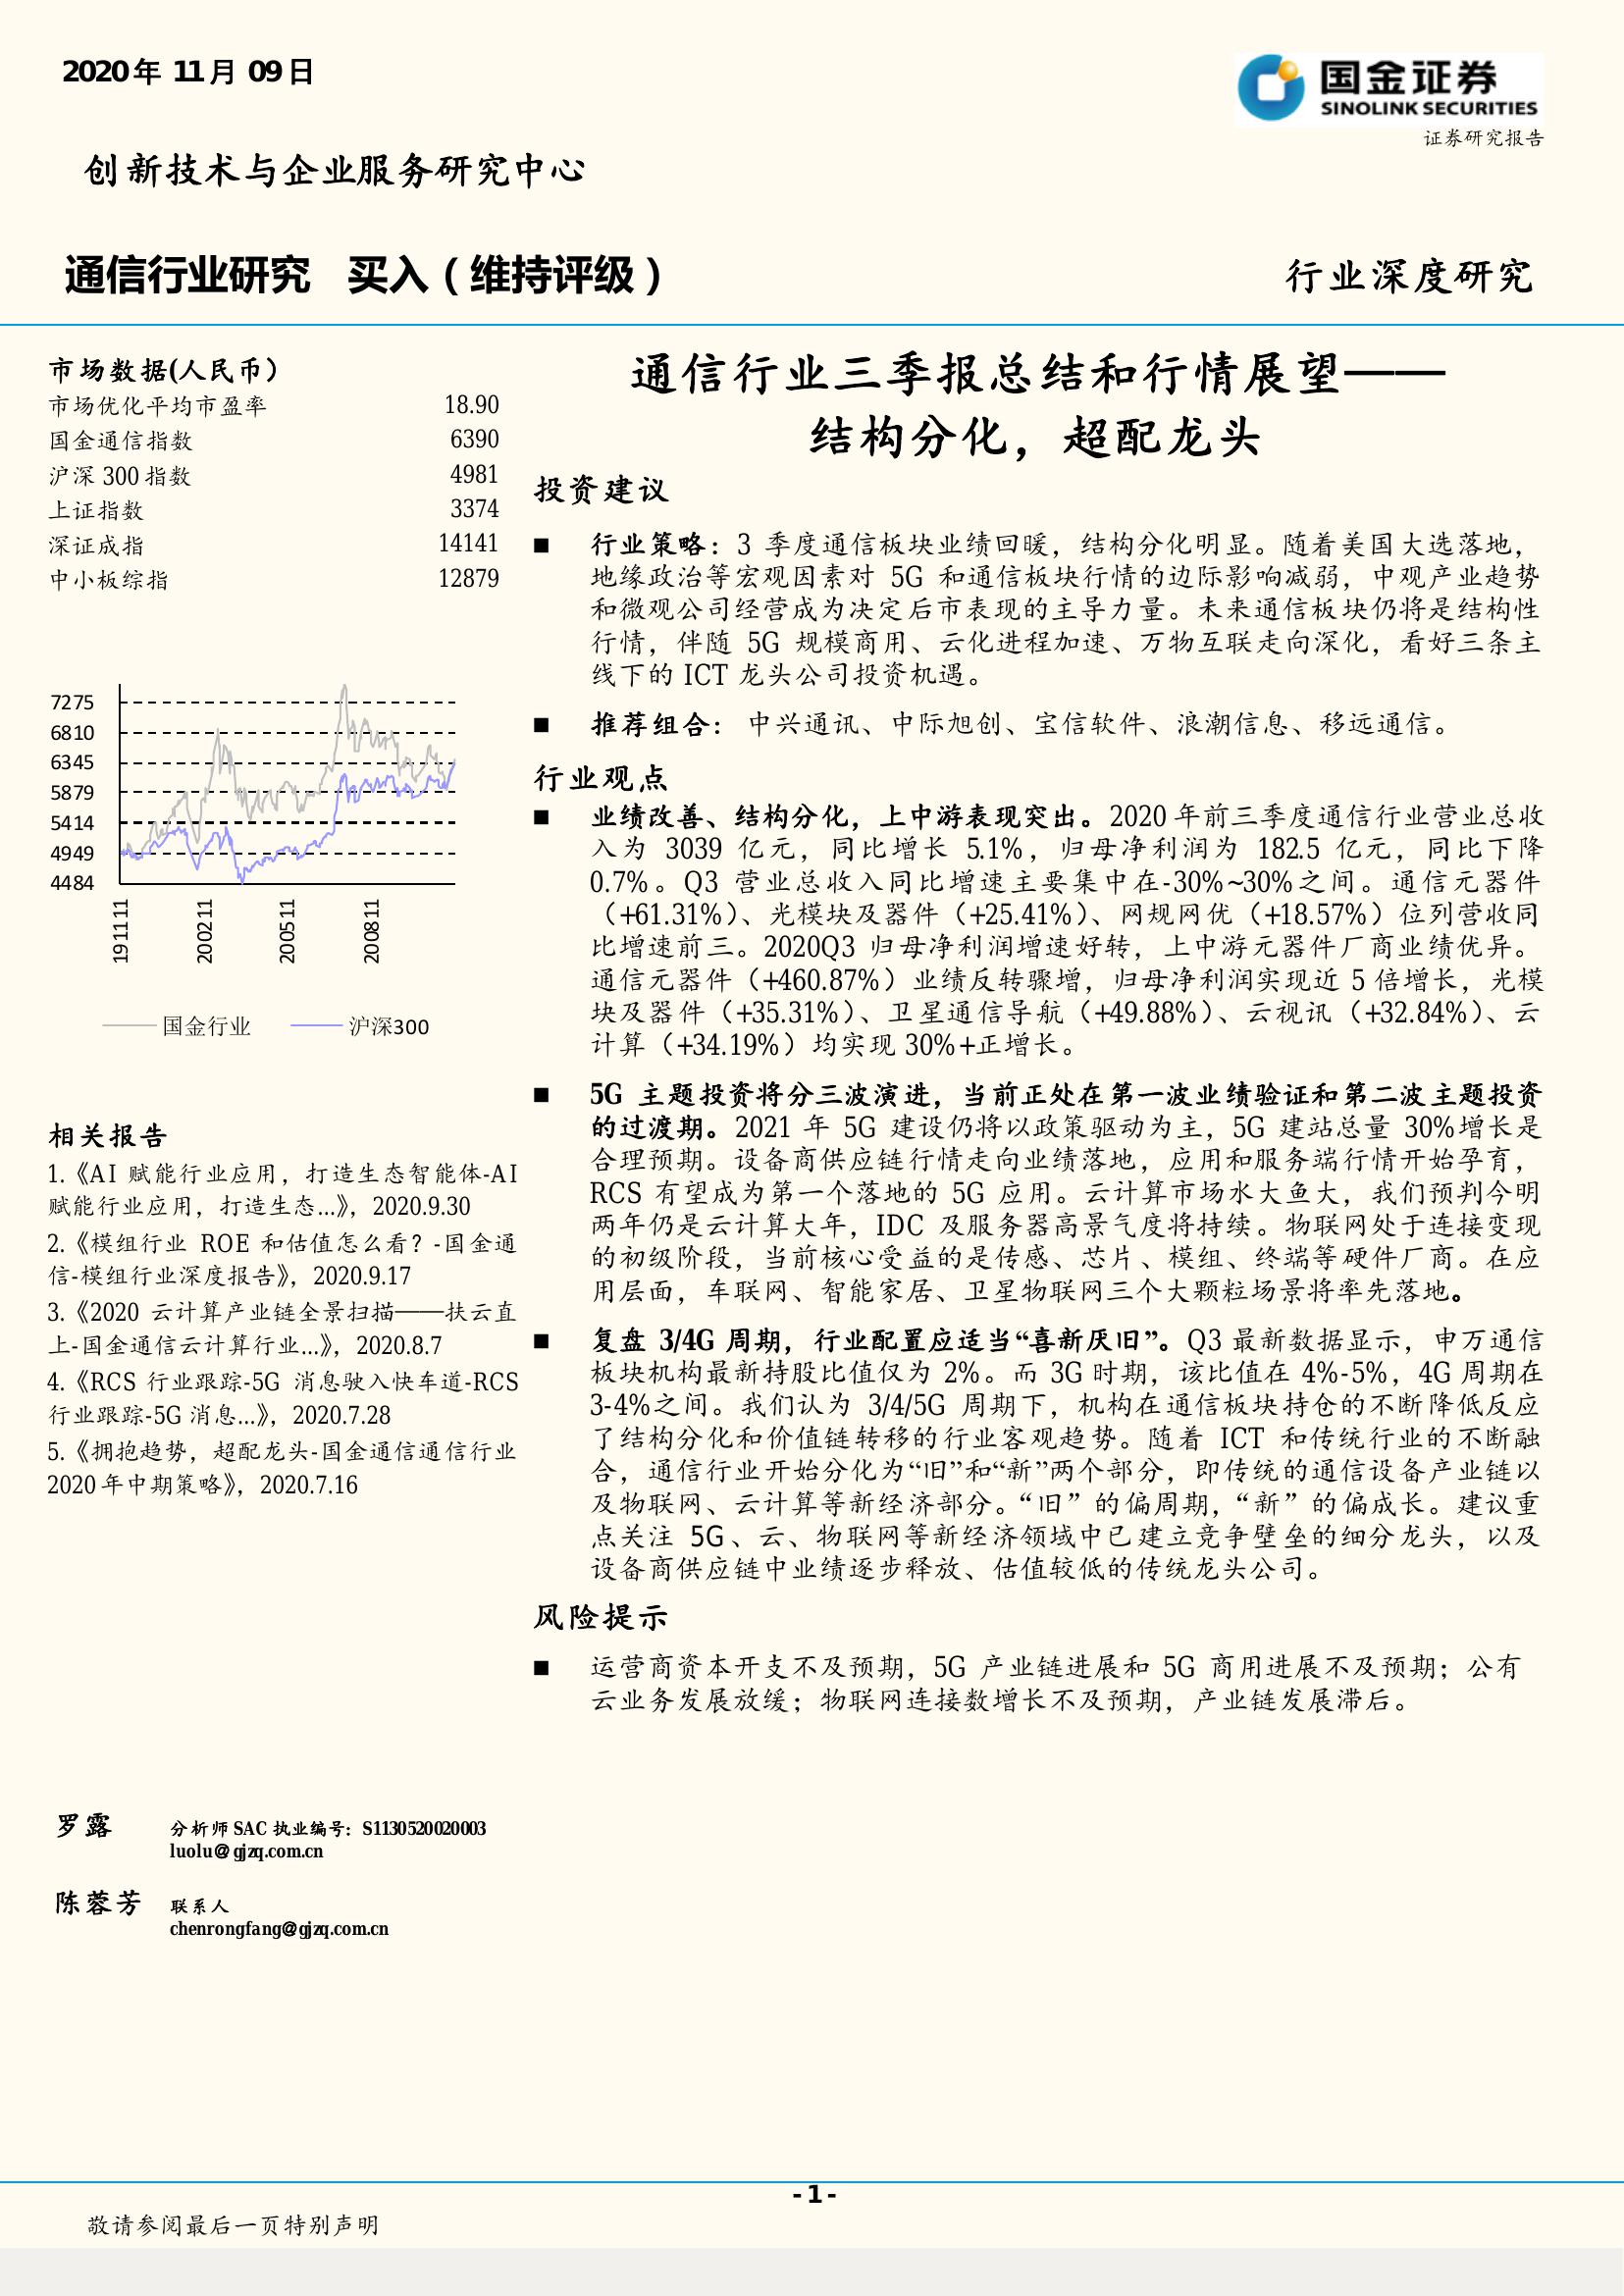 2020年 11月 09日
国金证券
SINOLINK SECURITIES
证券研究报告
创新技术与企业服务研究中心
通信行业研究 买入（维持评级）
行业深度研究
市场数据(人民币）
市场优化平均市盈率 18.90
国金通信指数 6390
沪深 300 指数 4981
上证指数 3374
深证成指 14141
中小板综指 12879
7275
6810
6345
5879
5414
4949
4484
191111
200211
200511
200811
国金行业 沪深300
相关报告
1.《AI 赋能行业应用，打造生态智能体-AI
赋能行业应用，打造生态...》，2020.9.30
2.《模组行业 ROE 和估值怎么看？-国金通
信-模组行业深度报告》，2020.9.17
3.《2020 云计算产业链全景扫描——扶云直
上-国金通信云计算行业...》，2020.8.7
4.《RCS 行业跟踪-5G 消息驶入快车道-RCS
行业跟踪-5G 消息...》，2020.7.28
5.《拥抱趋势，超配龙头-国金通信通信行业
2020 年中期策略》，2020.7.16
罗露 分析师 SAC 执业编号：S1130520020003
luolu@gjzq.com.cn
陈蓉芳 联系人
chenrongfang@gjzq.com.cn
通信行业三季报总结和行情展望——
结构分化，超配龙头
投资建议
■ 行业策略：3 季度通信板块业绩回暖，结构分化明显。随着美国大选落地，
地缘政治等宏观因素对 5G 和通信板块行情的边际影响减弱，中观产业趋势
和微观公司经营成为决定后市表现的主导力量。未来通信板块仍将是结构性
行情，伴随 5G 规模商用、云化进程加速、万物互联走向深化，看好三条主
线下的 ICT 龙头公司投资机遇。
■ 推荐组合： 中兴通讯、中际旭创、宝信软件、浪潮信息、移远通信。
行业观点
■ 业绩改善、结构分化，上中游表现突出。2020 年前三季度通信行业营业总收
入为 3039 亿元，同比增长 5.1%，归母净利润为 182.5 亿元，同比下降
0.7%。Q3 营业总收入同比增速主要集中在-30%~30%之间。通信元器件
（+61.31%）、光模块及器件（+25.41%）、网规网优（+18.57%）位列营收同
比增速前三。2020Q3 归母净利润增速好转，上中游元器件厂商业绩优异。
通信元器件（+460.87%）业绩反转骤增，归母净利润实现近 5 倍增长，光模
块及器件（+35.31%）、卫星通信导航（+49.88%）、云视讯（+32.84%）、云
计算（+34.19%）均实现 30%+正增长。
■ 5G 主题投资将分三波演进，当前正处在第一波业绩验证和第二波主题投资
的过渡期。2021 年 5G 建设仍将以政策驱动为主，5G 建站总量 30%增长是
合理预期。设备商供应链行情走向业绩落地，应用和服务端行情开始孕育，
RCS 有望成为第一个落地的 5G 应用。云计算市场水大鱼大，我们预判今明
两年仍是云计算大年，IDC 及服务器高景气度将持续。物联网处于连接变现
的初级阶段，当前核心受益的是传感、芯片、模组、终端等硬件厂商。在应
用层面，车联网、智能家居、卫星物联网三个大颗粒场景将率先落地。
■ 复盘 3/4G 周期，行业配置应适当“喜新厌旧”。Q3 最新数据显示，申万通信
板块机构最新持股比值仅为 2%。而 3G 时期，该比值在 4%-5%，4G 周期在
3-4%之间。我们认为 3/4/5G 周期下，机构在通信板块持仓的不断降低反应
了结构分化和价值链转移的行业客观趋势。随着 ICT 和传统行业的不断融
合，通信行业开始分化为“旧”和“新”两个部分，即传统的通信设备产业链以
及物联网、云计算等新经济部分。“旧”的偏周期，“新”的偏成长。建议重
点关注 5G、云、物联网等新经济领域中已建立竞争壁垒的细分龙头，以及
设备商供应链中业绩逐步释放、估值较低的传统龙头公司。
风险提示
■ 运营商资本开支不及预期，5G 产业链进展和 5G 商用进展不及预期；公有
云业务发展放缓；物联网连接数增长不及预期，产业链发展滞后。
- 1 -
敬请参阅最后一页特别声明